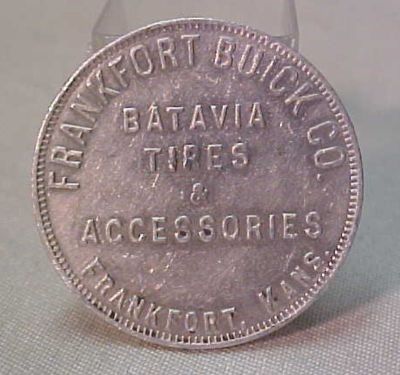 FRANKFORT BUICK CO.
BATAVIA
TIRES
&
ACCESSORIES
FRANKFORT, KANS.